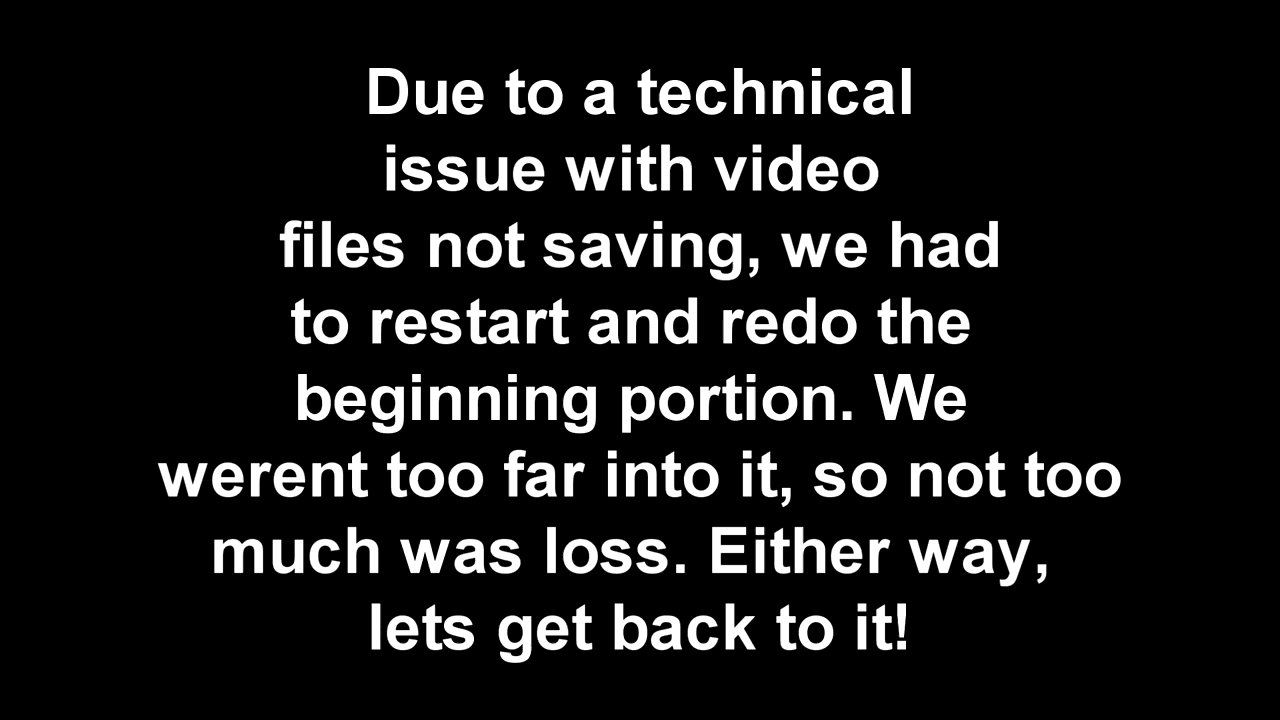 Due to a technical
issue with video
files not saving, we had
to restart and redo the
beginning portion. We
werent too far into it, so not too
much was loss. Either way,
lets get back to it!